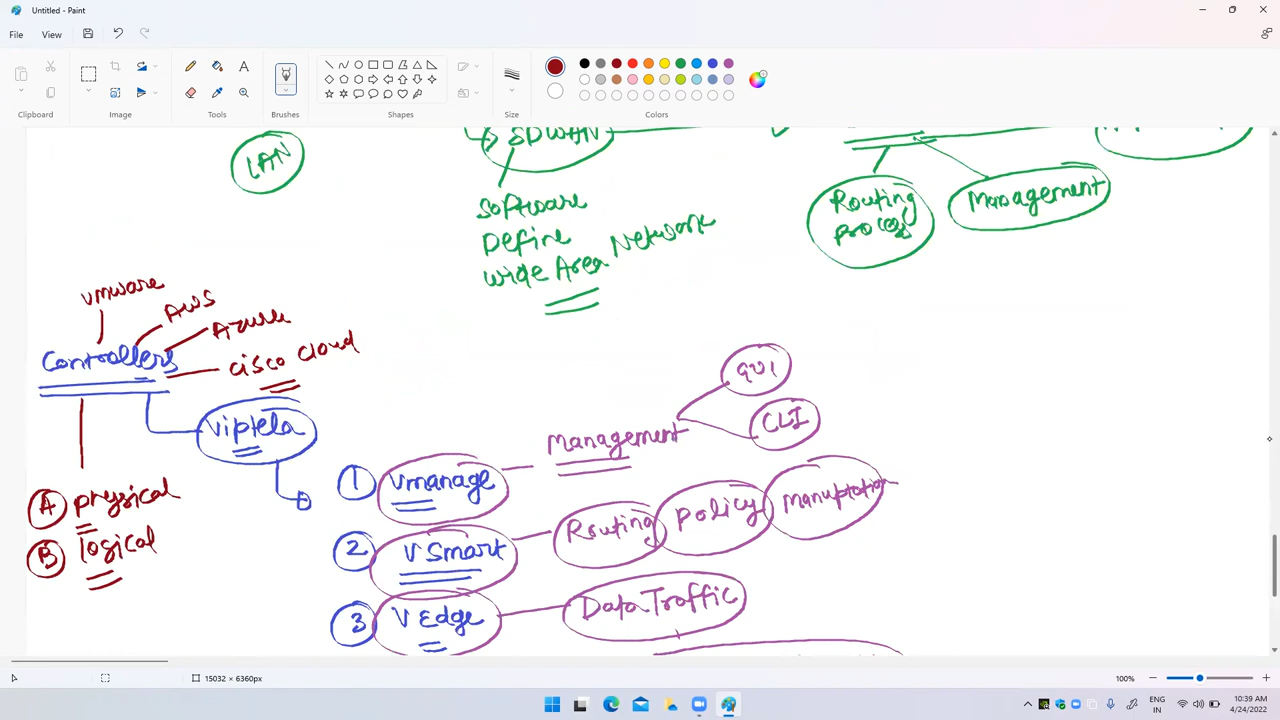 Untitled - Paint
File View
Clipboard Image Tools Brushes Shapes Size Colors
SDWAN
LAN
Software
Define
Wide Area Network
Routing
Process
Management
vmware
AWS
Azure
Controllers
cisco cloud
Viptela
GUI
CLI
Management
A physical
B logical
1 Vmanage
2 VSmart
Routing Policy
3 V Edge
Data Traffic
15032 × 6360px
100%
ENG
IN
10:39 AM
4/24/2022